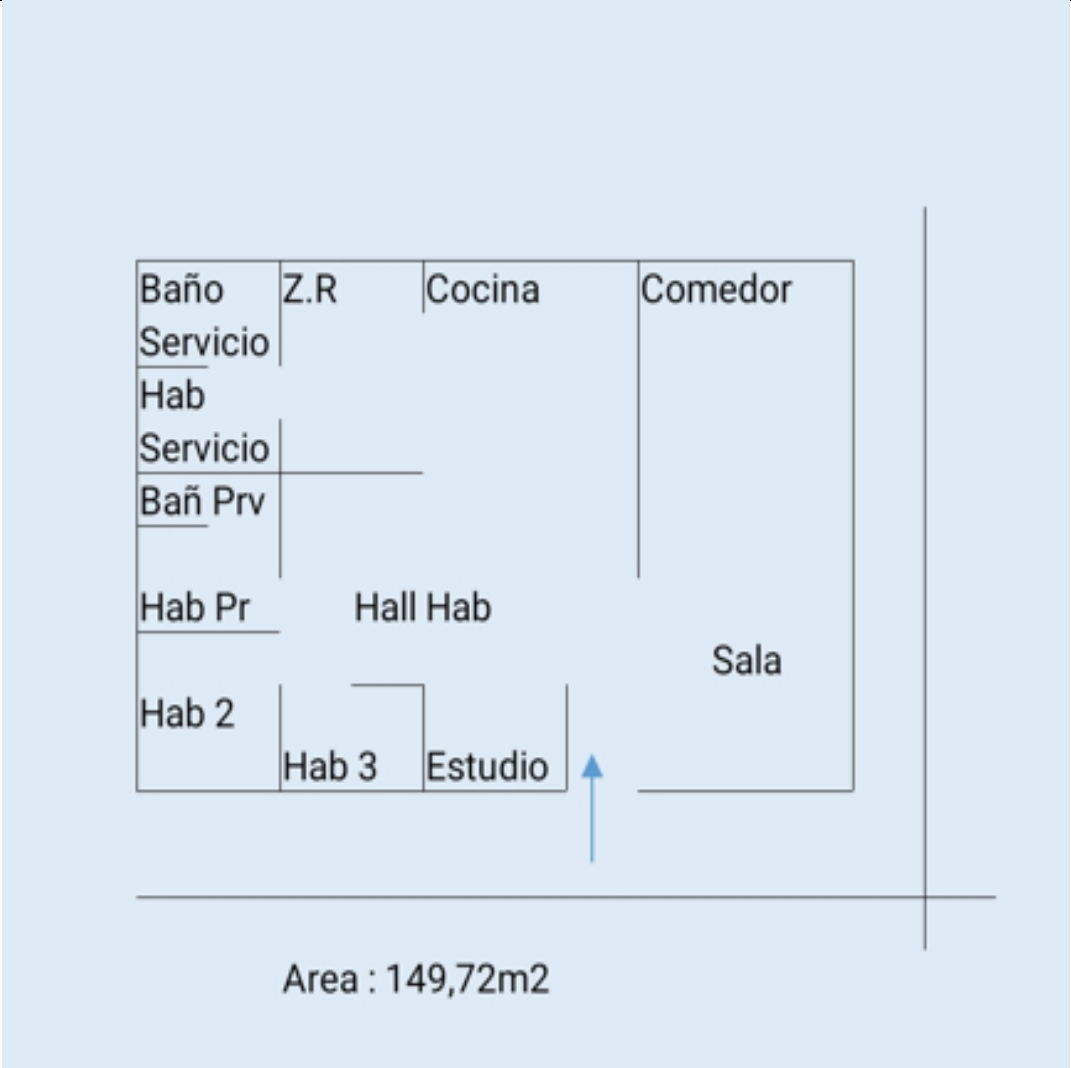 Baño Z.R Cocina Comedor
Servicio
Hab
Servicio
Bañ Prv
Hab Pr Hall Hab
Sala
Hab 2
Hab 3 Estudio
Area : 149,72m2